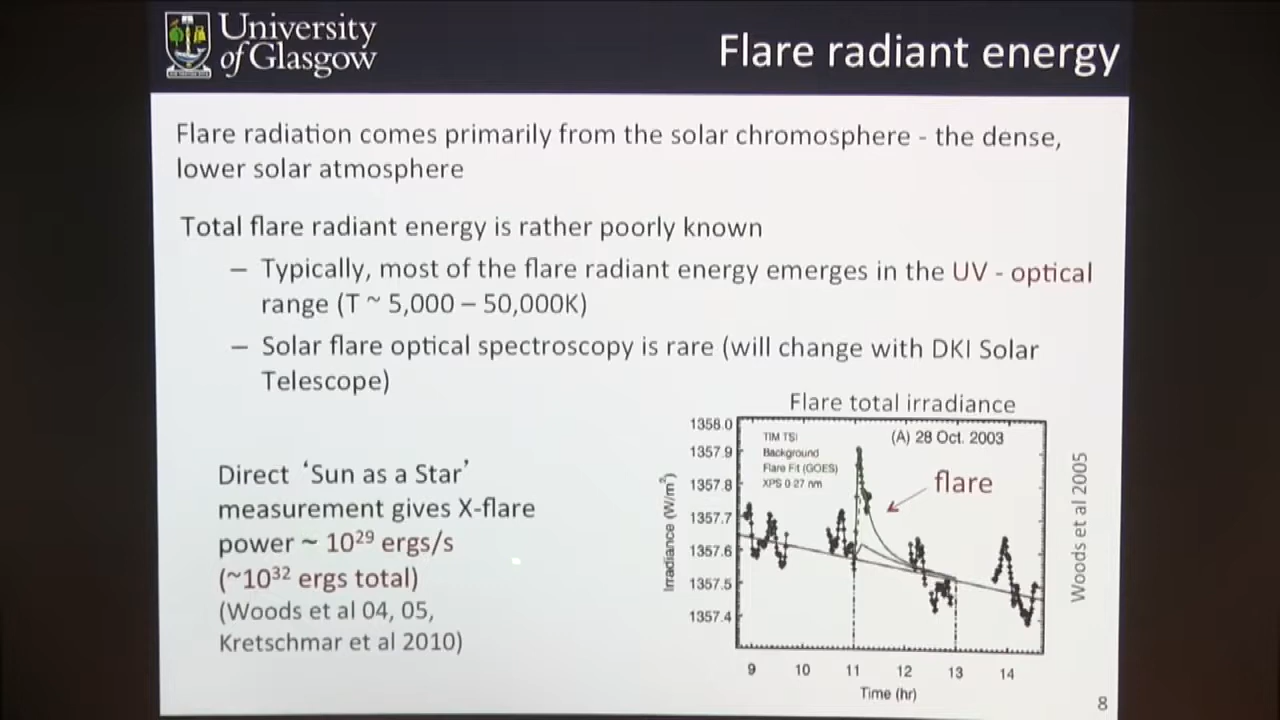 University
of Glasgow
Flare radiant energy
Flare radiation comes primarily from the solar chromosphere - the dense,
lower solar atmosphere
Total flare radiant energy is rather poorly known
– Typically, most of the flare radiant energy emerges in the UV - optical
range (T ~ 5,000 – 50,000K)
– Solar flare optical spectroscopy is rare (will change with DKI Solar
Telescope)
Direct ‘Sun as a Star’
measurement gives X-flare
power ~ 10²⁹ ergs/s
(~10³² ergs total)
(Woods et al 04, 05,
Kretschmar et al 2010)
Flare total irradiance
1358.0
1357.9
1357.8
1357.7
1357.6
1357.5
1357.4
Irradiance (W/m²)
TIM TSI
Background
Flare Fit (GOES)
XPS 0 27 nm
(A) 28 Oct. 2003
flare
9 10 11 12 13 14
Time (hr)
Woods et al 2005
8